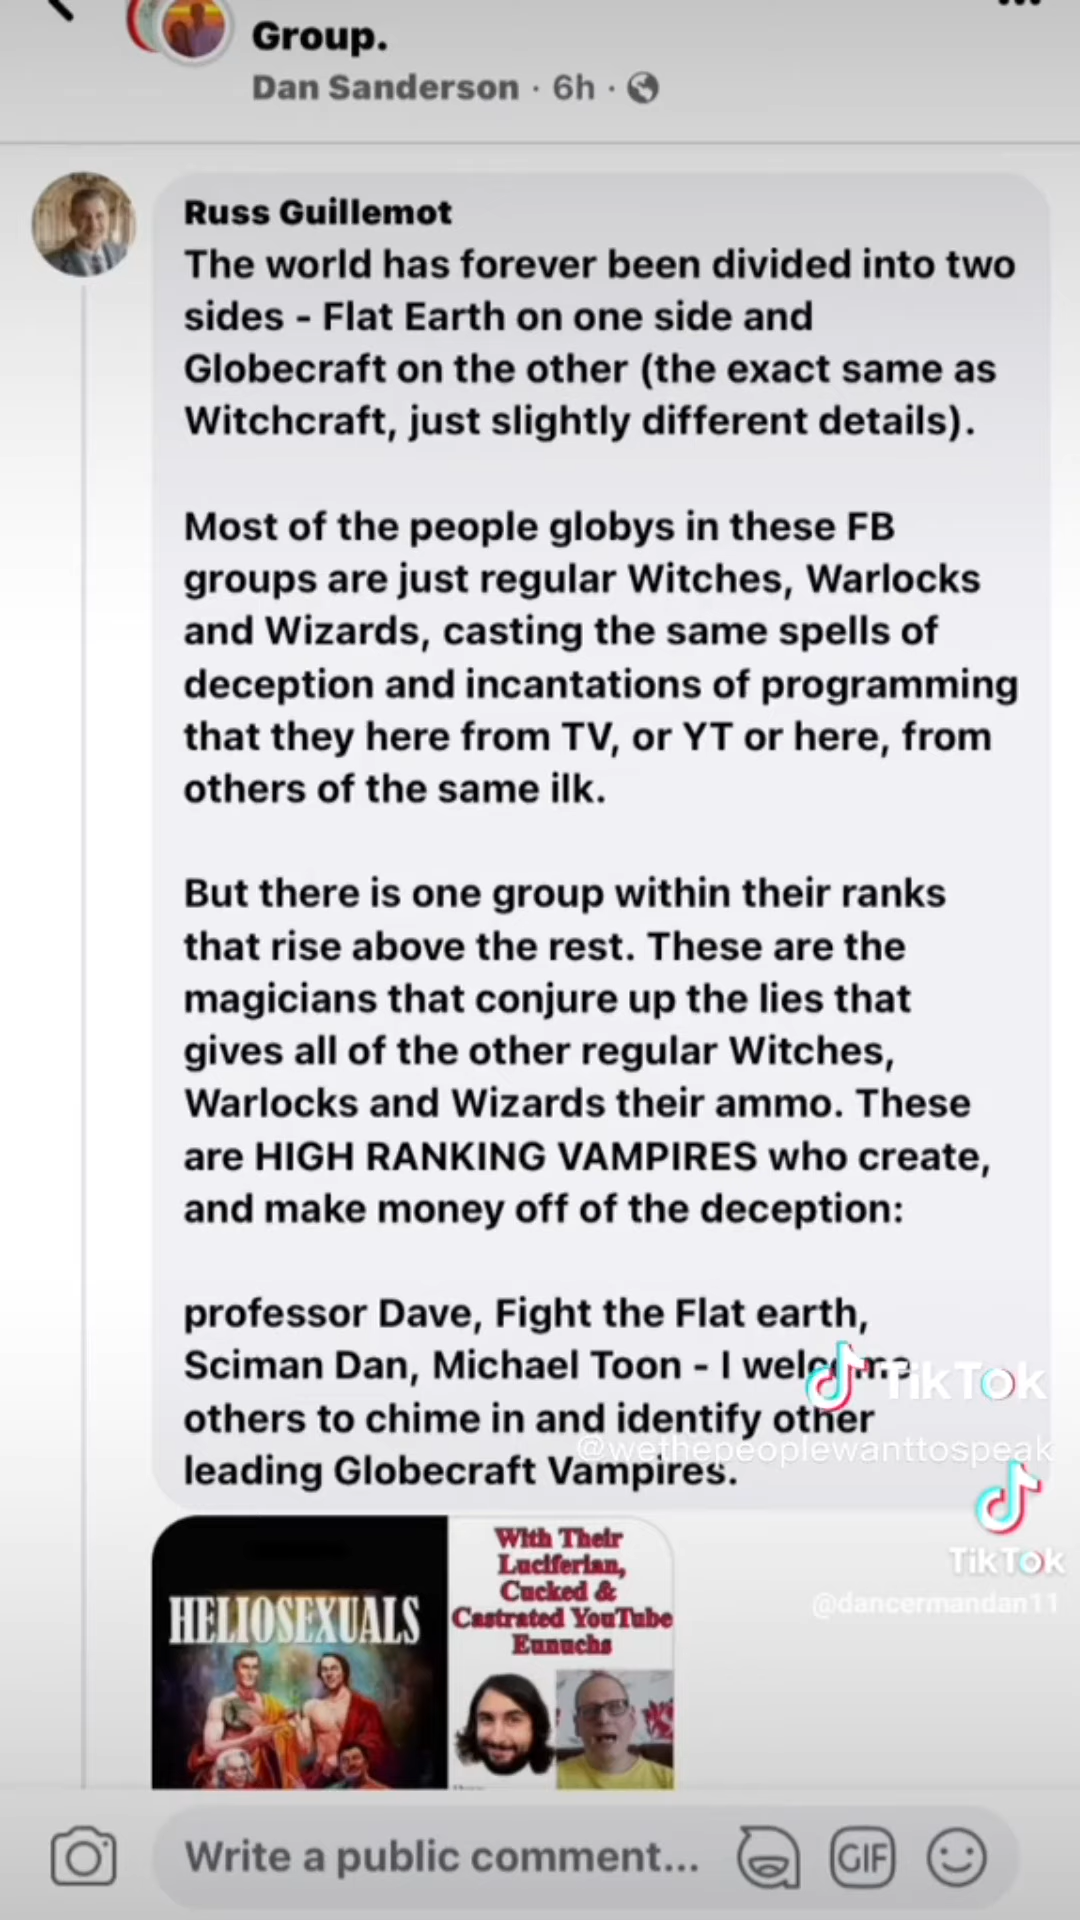 Group.
Dan Sanderson · 6h ·
Russ Guillemot
The world has forever been divided into two
sides - Flat Earth on one side and
Globecraft on the other (the exact same as
Witchcraft, just slightly different details).
Most of the people globys in these FB
groups are just regular Witches, Warlocks
and Wizards, casting the same spells of
deception and incantations of programming
that they here from TV, or YT or here, from
others of the same ilk.
But there is one group within their ranks
that rise above the rest. These are the
magicians that conjure up the lies that
gives all of the other regular Witches,
Warlocks and Wizards their ammo. These
are HIGH RANKING VAMPIRES who create,
and make money off of the deception:
professor Dave, Fight the Flat earth,
Sciman Dan, Michael Toon - I welcome
others to chime in and identify other
leading Globecraft Vampires.
TikTok
@wethepeoplewanttospeak
TikTok
@dancermandan11
HELIOSEXUALS
With Their
Luciferian,
Cucked &
Castrated YouTube
Eunuchs
Write a public comment...
GIF